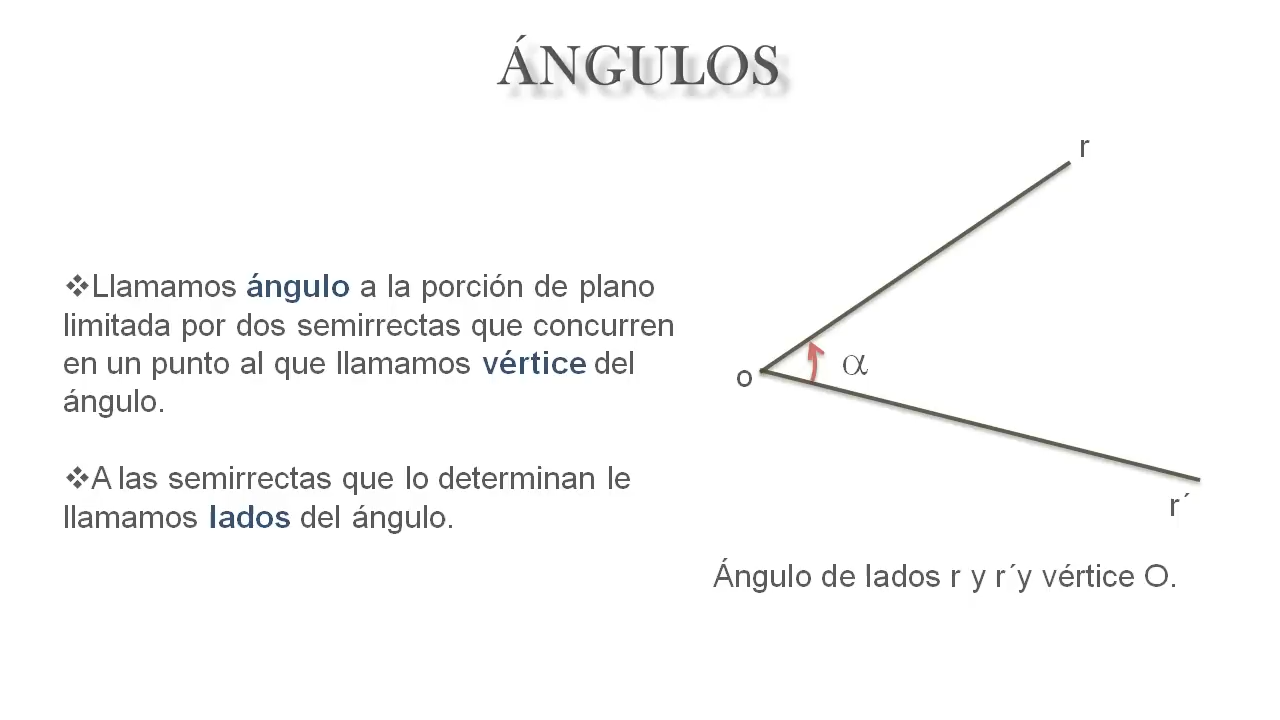 ÁNGULOS
r
❖Llamamos ángulo a la porción de plano
limitada por dos semirrectas que concurren
en un punto al que llamamos vértice del
ángulo.
o
α
❖A las semirrectas que lo determinan le
llamamos lados del ángulo.
r´
Ángulo de lados r y r´y vértice O.